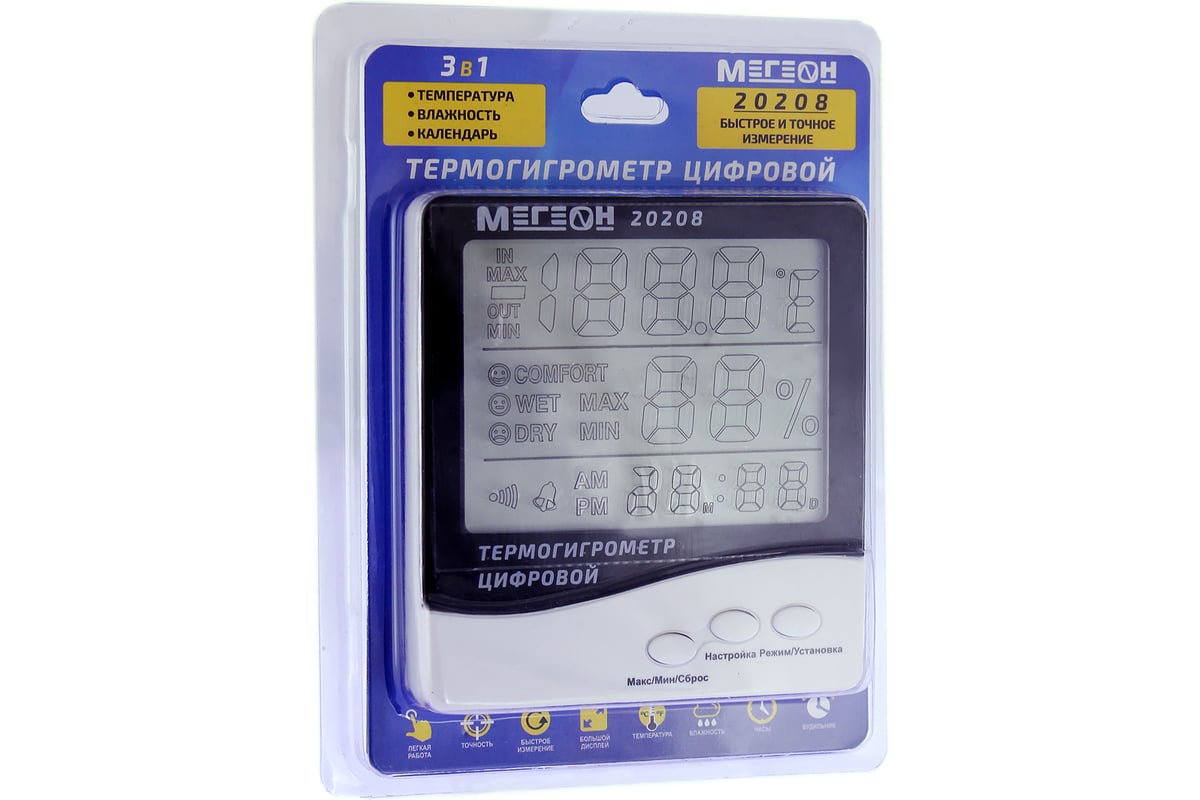 3 в 1
• ТЕМПЕРАТУРА
• ВЛАЖНОСТЬ
• КАЛЕНДАРЬ
МЕГЕОН
20208
БЫСТРОЕ И ТОЧНОЕ
ИЗМЕРЕНИЕ
ТЕРМОГИГРОМЕТР ЦИФРОВОЙ
МЕГЕОН 20208
IN
MAX
OUT
MIN
188.8 °E
COMFORT
WET MAX
DRY MIN
88 %
AM
PM
38 M : 88 D
ТЕРМОГИГРОМЕТР
ЦИФРОВОЙ
Настройка Режим/Установка
Макс/Мин/Сброс
°C °F
ЛЕГКАЯ
РАБОТА
ТОЧНОСТЬ
БЫСТРОЕ
ИЗМЕРЕНИЕ
БОЛЬШОЙ
ДИСПЛЕЙ
ТЕМПЕРАТУРА
ВЛАЖНОСТЬ
ЧАСЫ
БУДИЛЬНИК